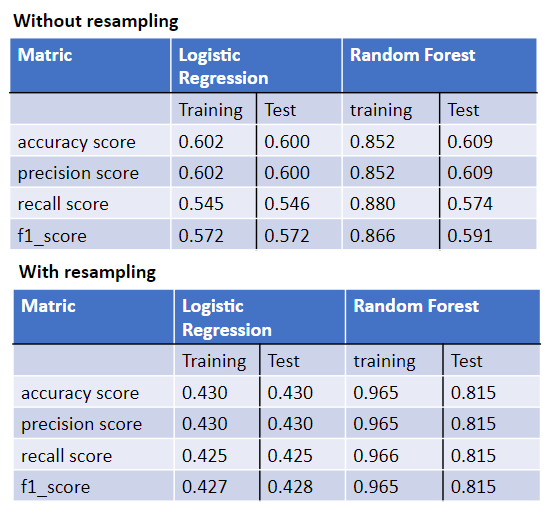 Without resampling
Matric Logistic Regression Random Forest
Training Test training Test
accuracy score 0.602 0.600 0.852 0.609
precision score 0.602 0.600 0.852 0.609
recall score 0.545 0.546 0.880 0.574
f1_score 0.572 0.572 0.866 0.591
With resampling
Matric Logistic Regression Random Forest
Training Test training Test
accuracy score 0.430 0.430 0.965 0.815
precision score 0.430 0.430 0.965 0.815
recall score 0.425 0.425 0.966 0.815
f1_score 0.427 0.428 0.965 0.815